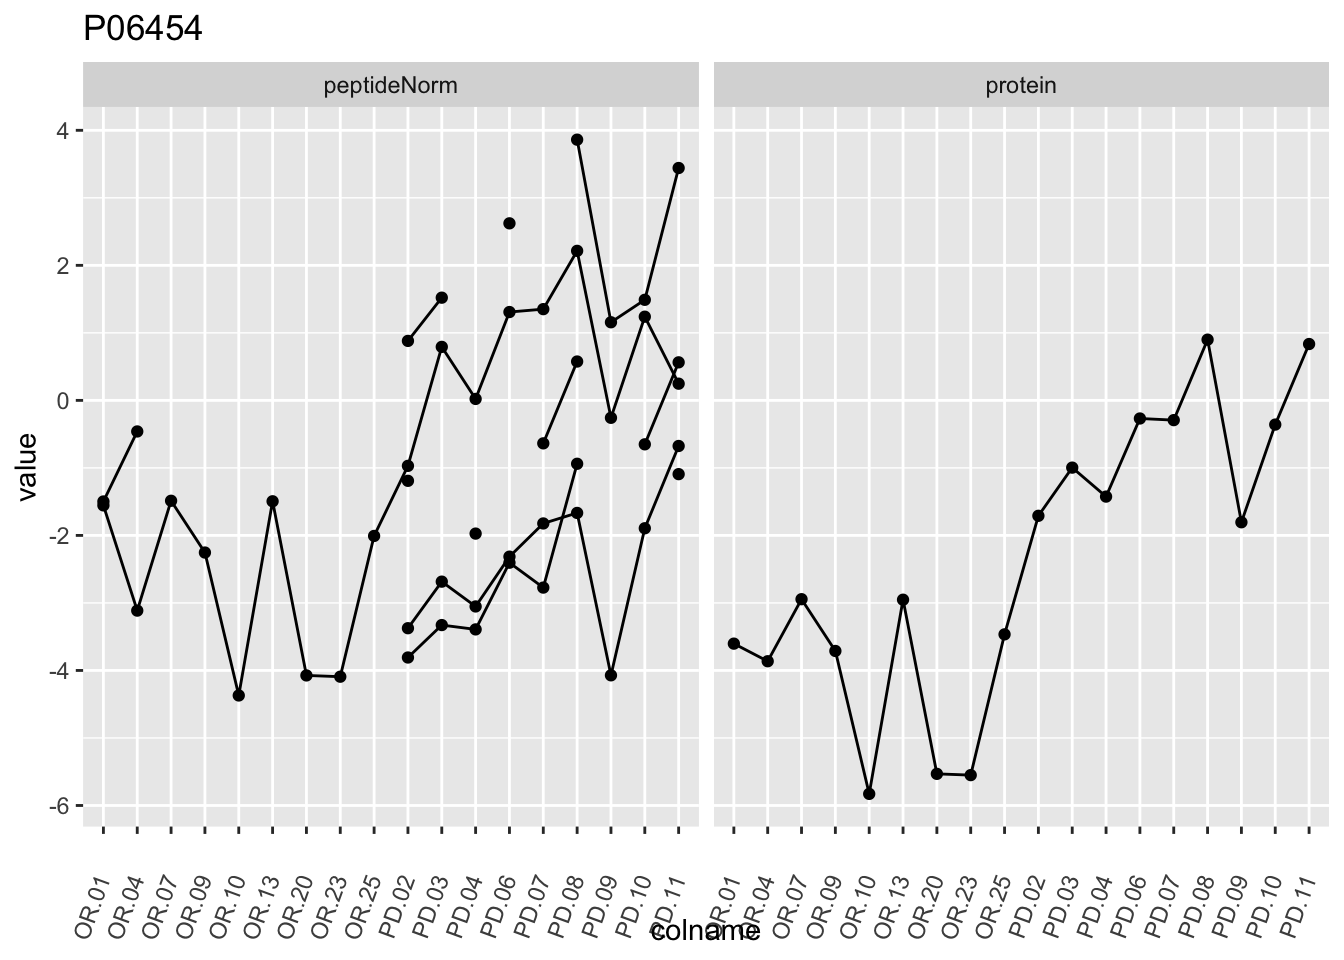 P06454
peptideNorm
protein
4
2
0
-2
-4
-6
value
OR.01
OR.04
OR.07
OR.09
OR.10
OR.13
OR.20
OR.23
OR.25
PD.02
PD.03
PD.04
PD.06
PD.07
PD.08
PD.09
PD.10
PD.11
OR.01
OR.04
OR.07
OR.09
OR.10
OR.13
OR.20
OR.23
OR.25
PD.02
PD.03
PD.04
PD.06
PD.07
PD.08
PD.09
PD.10
PD.11
colname